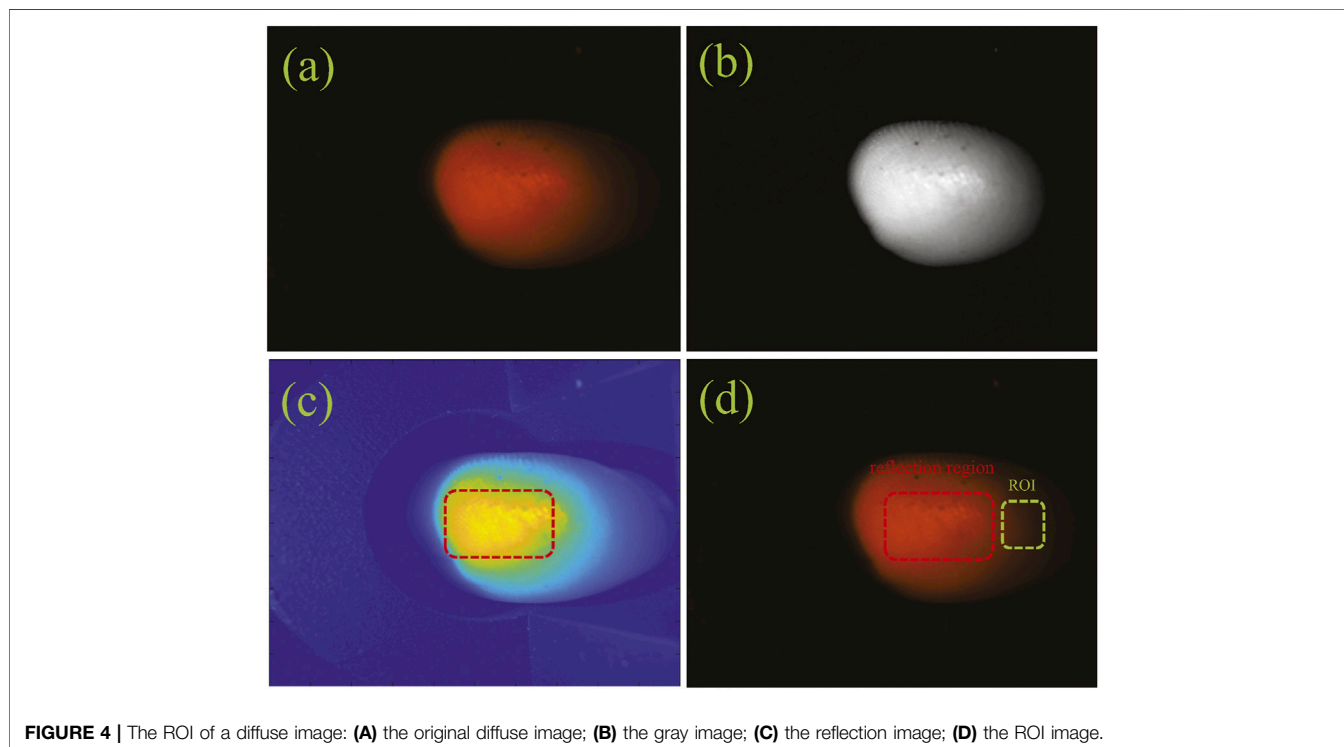 (a)
(b)
(c)
(d)
reflection region
ROI
FIGURE 4 | The ROI of a diffuse image: (A) the original diffuse image; (B) the gray image; (C) the reflection image; (D) the ROI image.